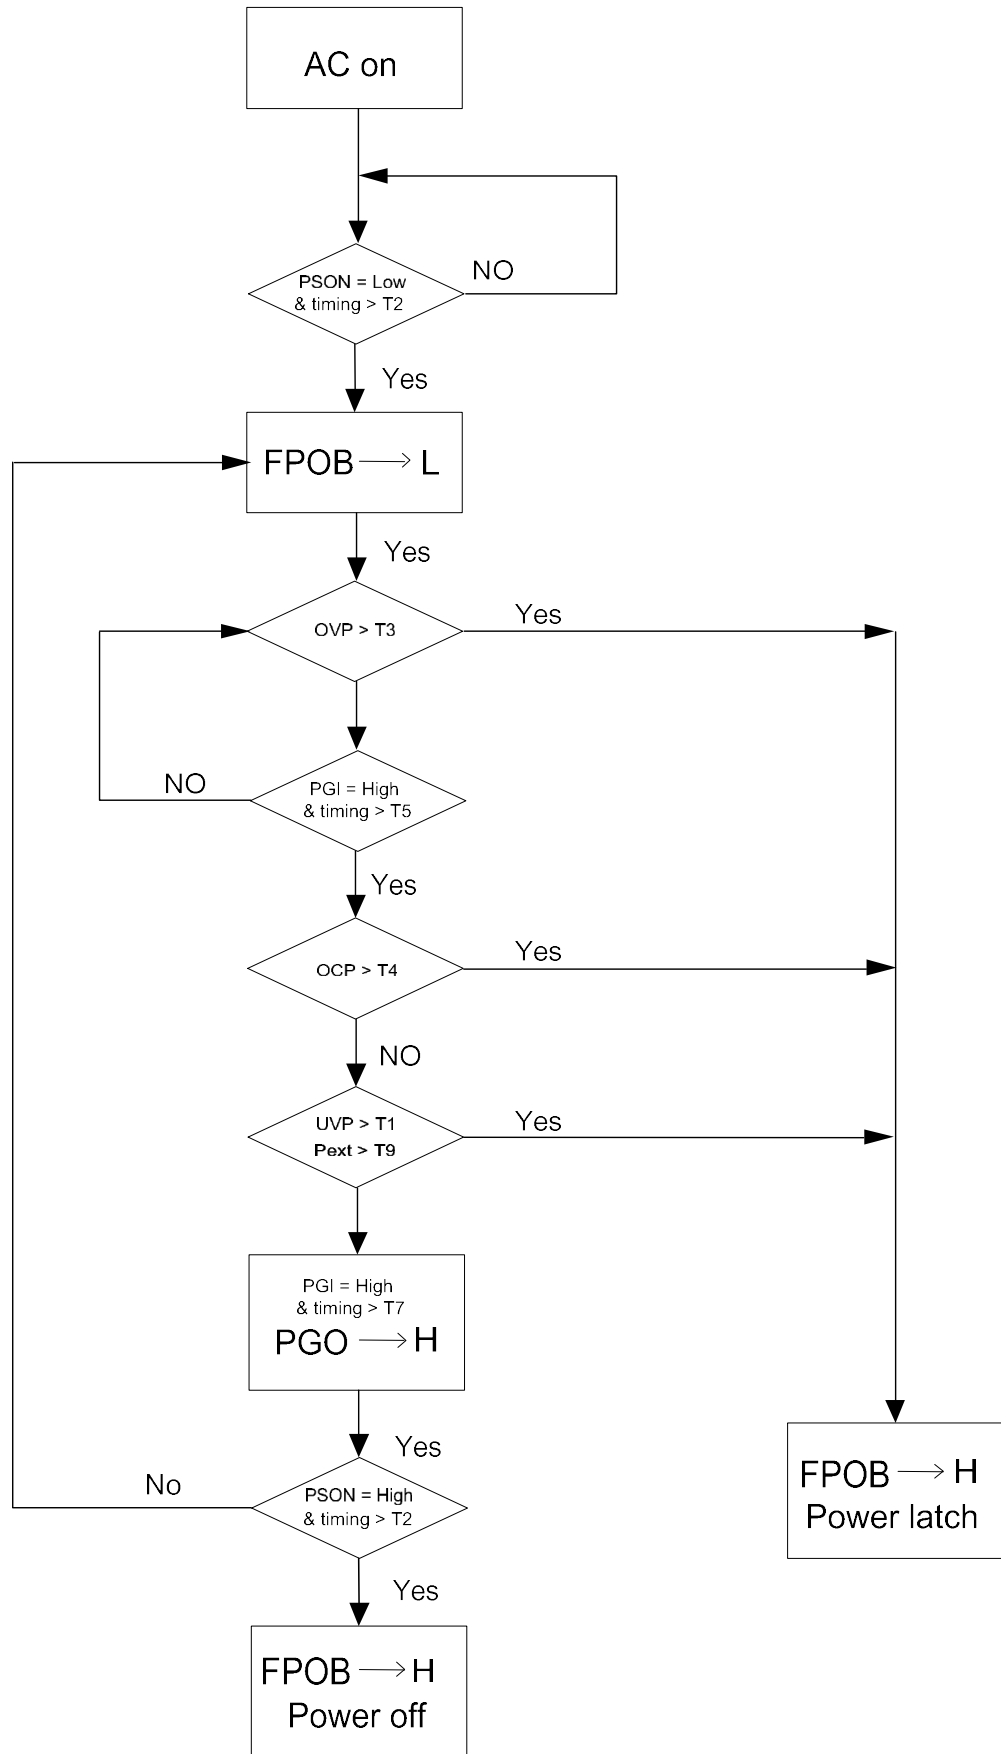 AC on
PSON = Low
& timing > T2
NO
Yes
FPOB → L
Yes
OVP > T3
Yes
NO
PGI = High
& timing > T5
Yes
OCP > T4
Yes
NO
UVP > T1
Pext > T9
Yes
PGI = High
& timing > T7
PGO → H
Yes
No
PSON = High
& timing > T2
FPOB → H
Power latch
Yes
FPOB → H
Power off